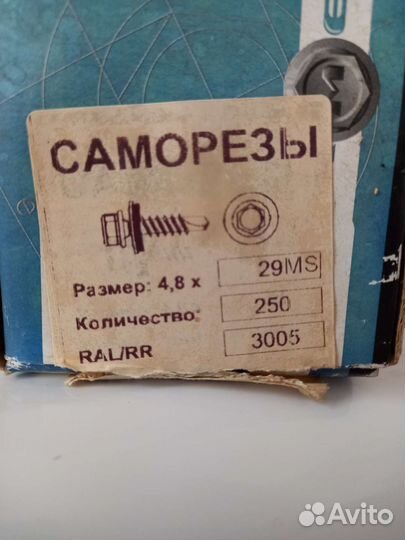 САМОРЕЗЫ
Размер: 4,8 x 29MS
Количество: 250
RAL/RR 3005
Avito